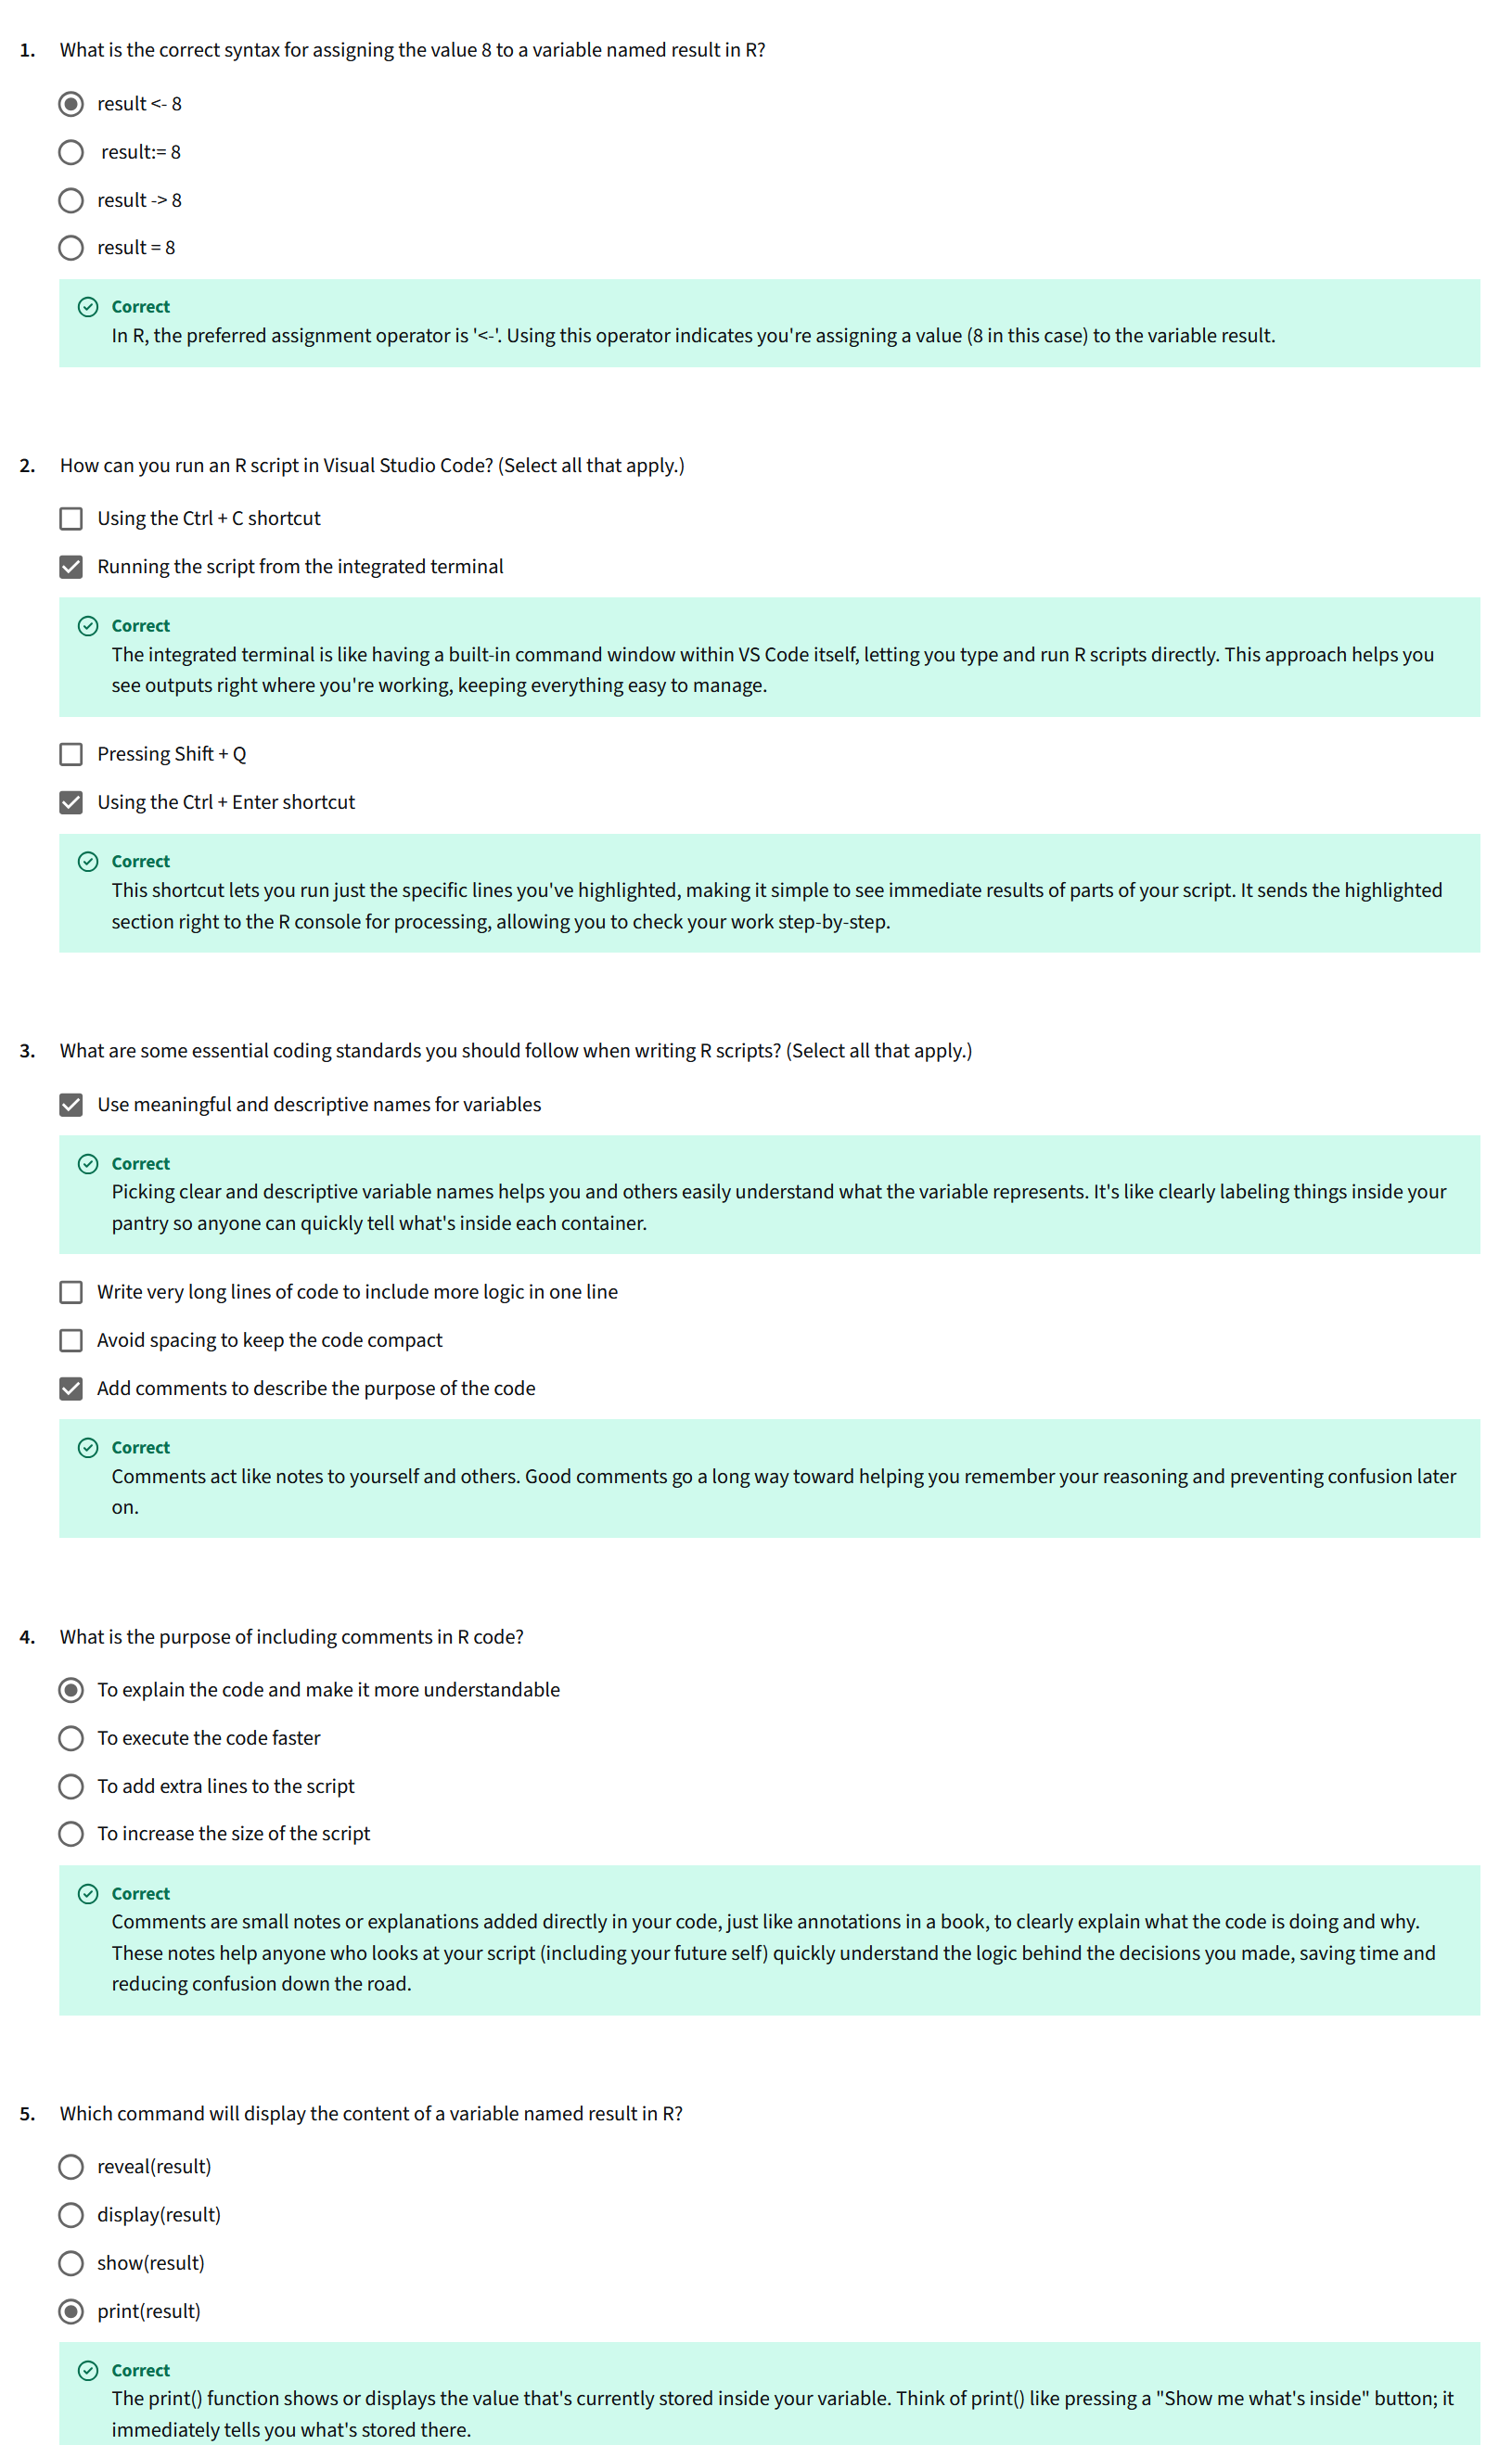 1. What is the correct syntax for assigning the value 8 to a variable named result in R?
result <- 8
result:= 8
result -> 8
result = 8
Correct
In R, the preferred assignment operator is '<-'. Using this operator indicates you're assigning a value (8 in this case) to the variable result.
2. How can you run an R script in Visual Studio Code? (Select all that apply.)
Using the Ctrl + C shortcut
Running the script from the integrated terminal
Correct
The integrated terminal is like having a built-in command window within VS Code itself, letting you type and run R scripts directly. This approach helps you
see outputs right where you're working, keeping everything easy to manage.
Pressing Shift + Q
Using the Ctrl + Enter shortcut
Correct
This shortcut lets you run just the specific lines you've highlighted, making it simple to see immediate results of parts of your script. It sends the highlighted
section right to the R console for processing, allowing you to check your work step-by-step.
3. What are some essential coding standards you should follow when writing R scripts? (Select all that apply.)
Use meaningful and descriptive names for variables
Correct
Picking clear and descriptive variable names helps you and others easily understand what the variable represents. It's like clearly labeling things inside your
pantry so anyone can quickly tell what's inside each container.
Write very long lines of code to include more logic in one line
Avoid spacing to keep the code compact
Add comments to describe the purpose of the code
Correct
Comments act like notes to yourself and others. Good comments go a long way toward helping you remember your reasoning and preventing confusion later
on.
4. What is the purpose of including comments in R code?
To explain the code and make it more understandable
To execute the code faster
To add extra lines to the script
To increase the size of the script
Correct
Comments are small notes or explanations added directly in your code, just like annotations in a book, to clearly explain what the code is doing and why.
These notes help anyone who looks at your script (including your future self) quickly understand the logic behind the decisions you made, saving time and
reducing confusion down the road.
5. Which command will display the content of a variable named result in R?
reveal(result)
display(result)
show(result)
print(result)
Correct
The print() function shows or displays the value that's currently stored inside your variable. Think of print() like pressing a "Show me what's inside" button; it
immediately tells you what's stored there.